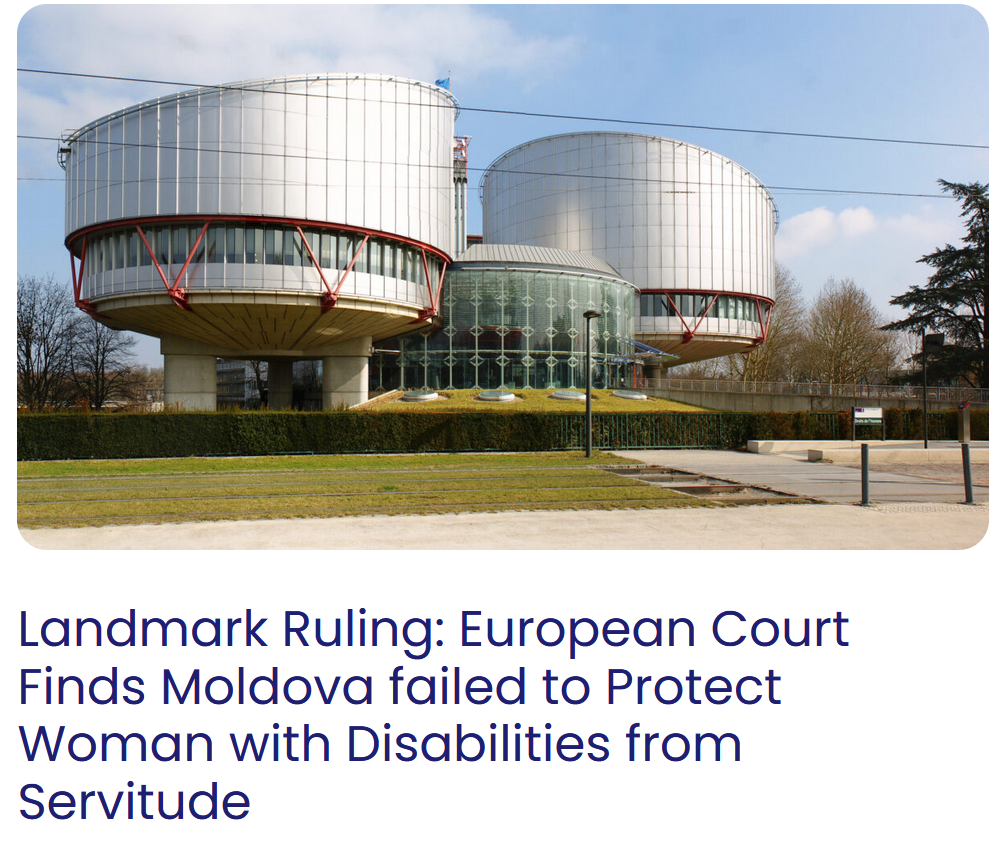 Landmark Ruling: European Court
Finds Moldova failed to Protect
Woman with Disabilities from
Servitude